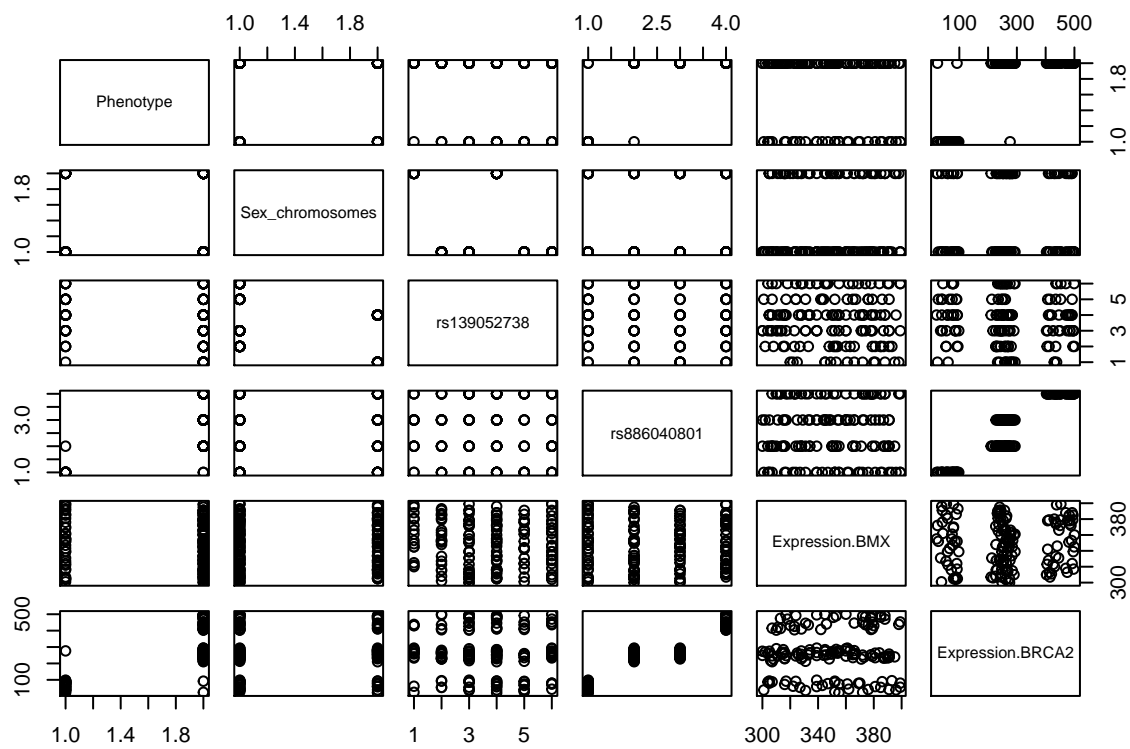 1.0 1.4 1.8
1.0 2.5 4.0
100 300 500
Phenotype
1.0 1.8
1.0 1.8
Sex_chromosomes
rs139052738
1 3 5
1.0 3.0
rs886040801
Expression.BMX
300 380
100 500
Expression.BRCA2
1.0 1.4 1.8
1 3 5
300 340 380